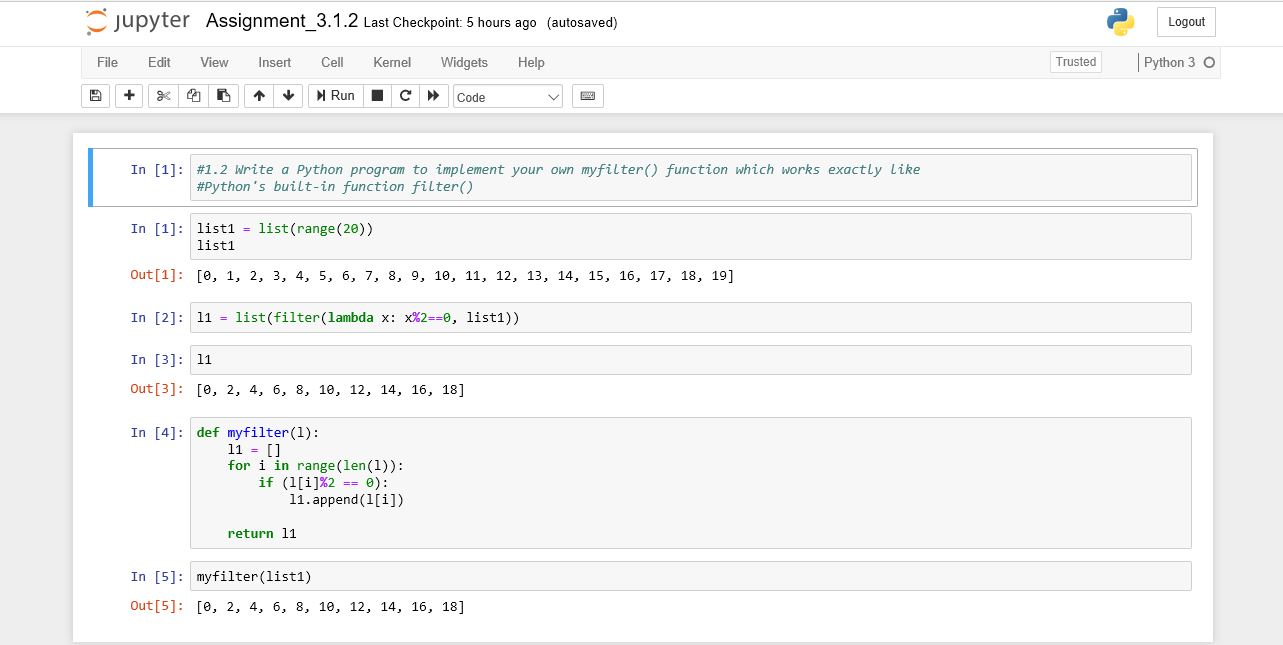 jupyter Assignment_3.1.2 Last Checkpoint: 5 hours ago (autosaved) Logout
File Edit View Insert Cell Kernel Widgets Help Trusted Python 3
Run Code
In [1]: #1.2 Write a Python program to implement your own myfilter() function which works exactly like
#Python's built-in function filter()
In [1]: list1 = list(range(20))
list1
Out[1]: [0, 1, 2, 3, 4, 5, 6, 7, 8, 9, 10, 11, 12, 13, 14, 15, 16, 17, 18, 19]
In [2]: l1 = list(filter(lambda x: x%2==0, list1))
In [3]: l1
Out[3]: [0, 2, 4, 6, 8, 10, 12, 14, 16, 18]
In [4]: def myfilter(l):
    l1 = []
    for i in range(len(l)):
        if (l[i]%2 == 0):
            l1.append(l[i])
    return l1
In [5]: myfilter(list1)
Out[5]: [0, 2, 4, 6, 8, 10, 12, 14, 16, 18]